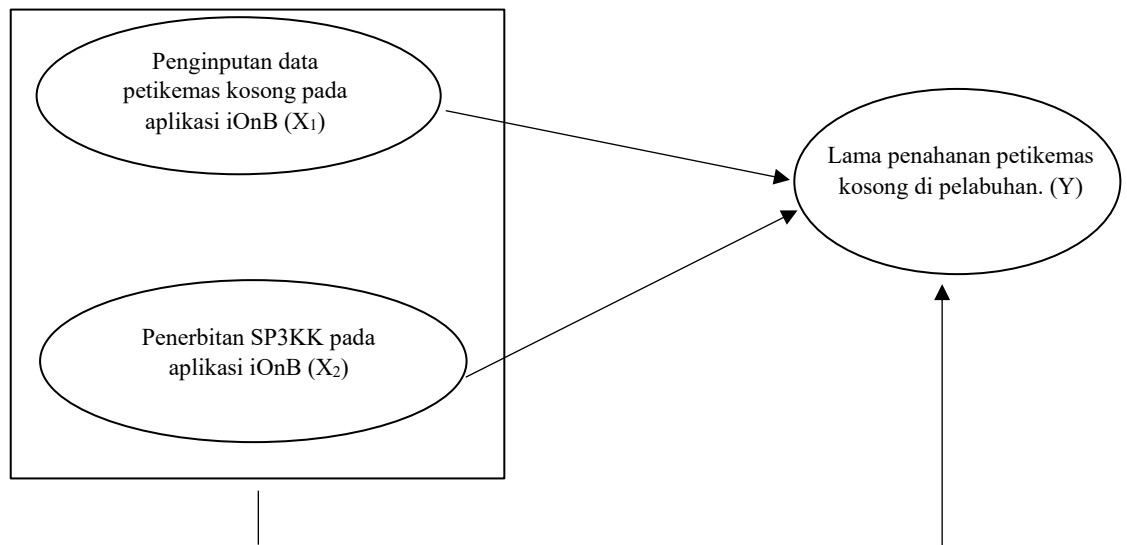 Penginputan data
petikemas kosong pada
aplikasi iOnB (X₁)
Lama penahanan petikemas
kosong di pelabuhan. (Y)
Penerbitan SP3KK pada
aplikasi iOnB (X₂)